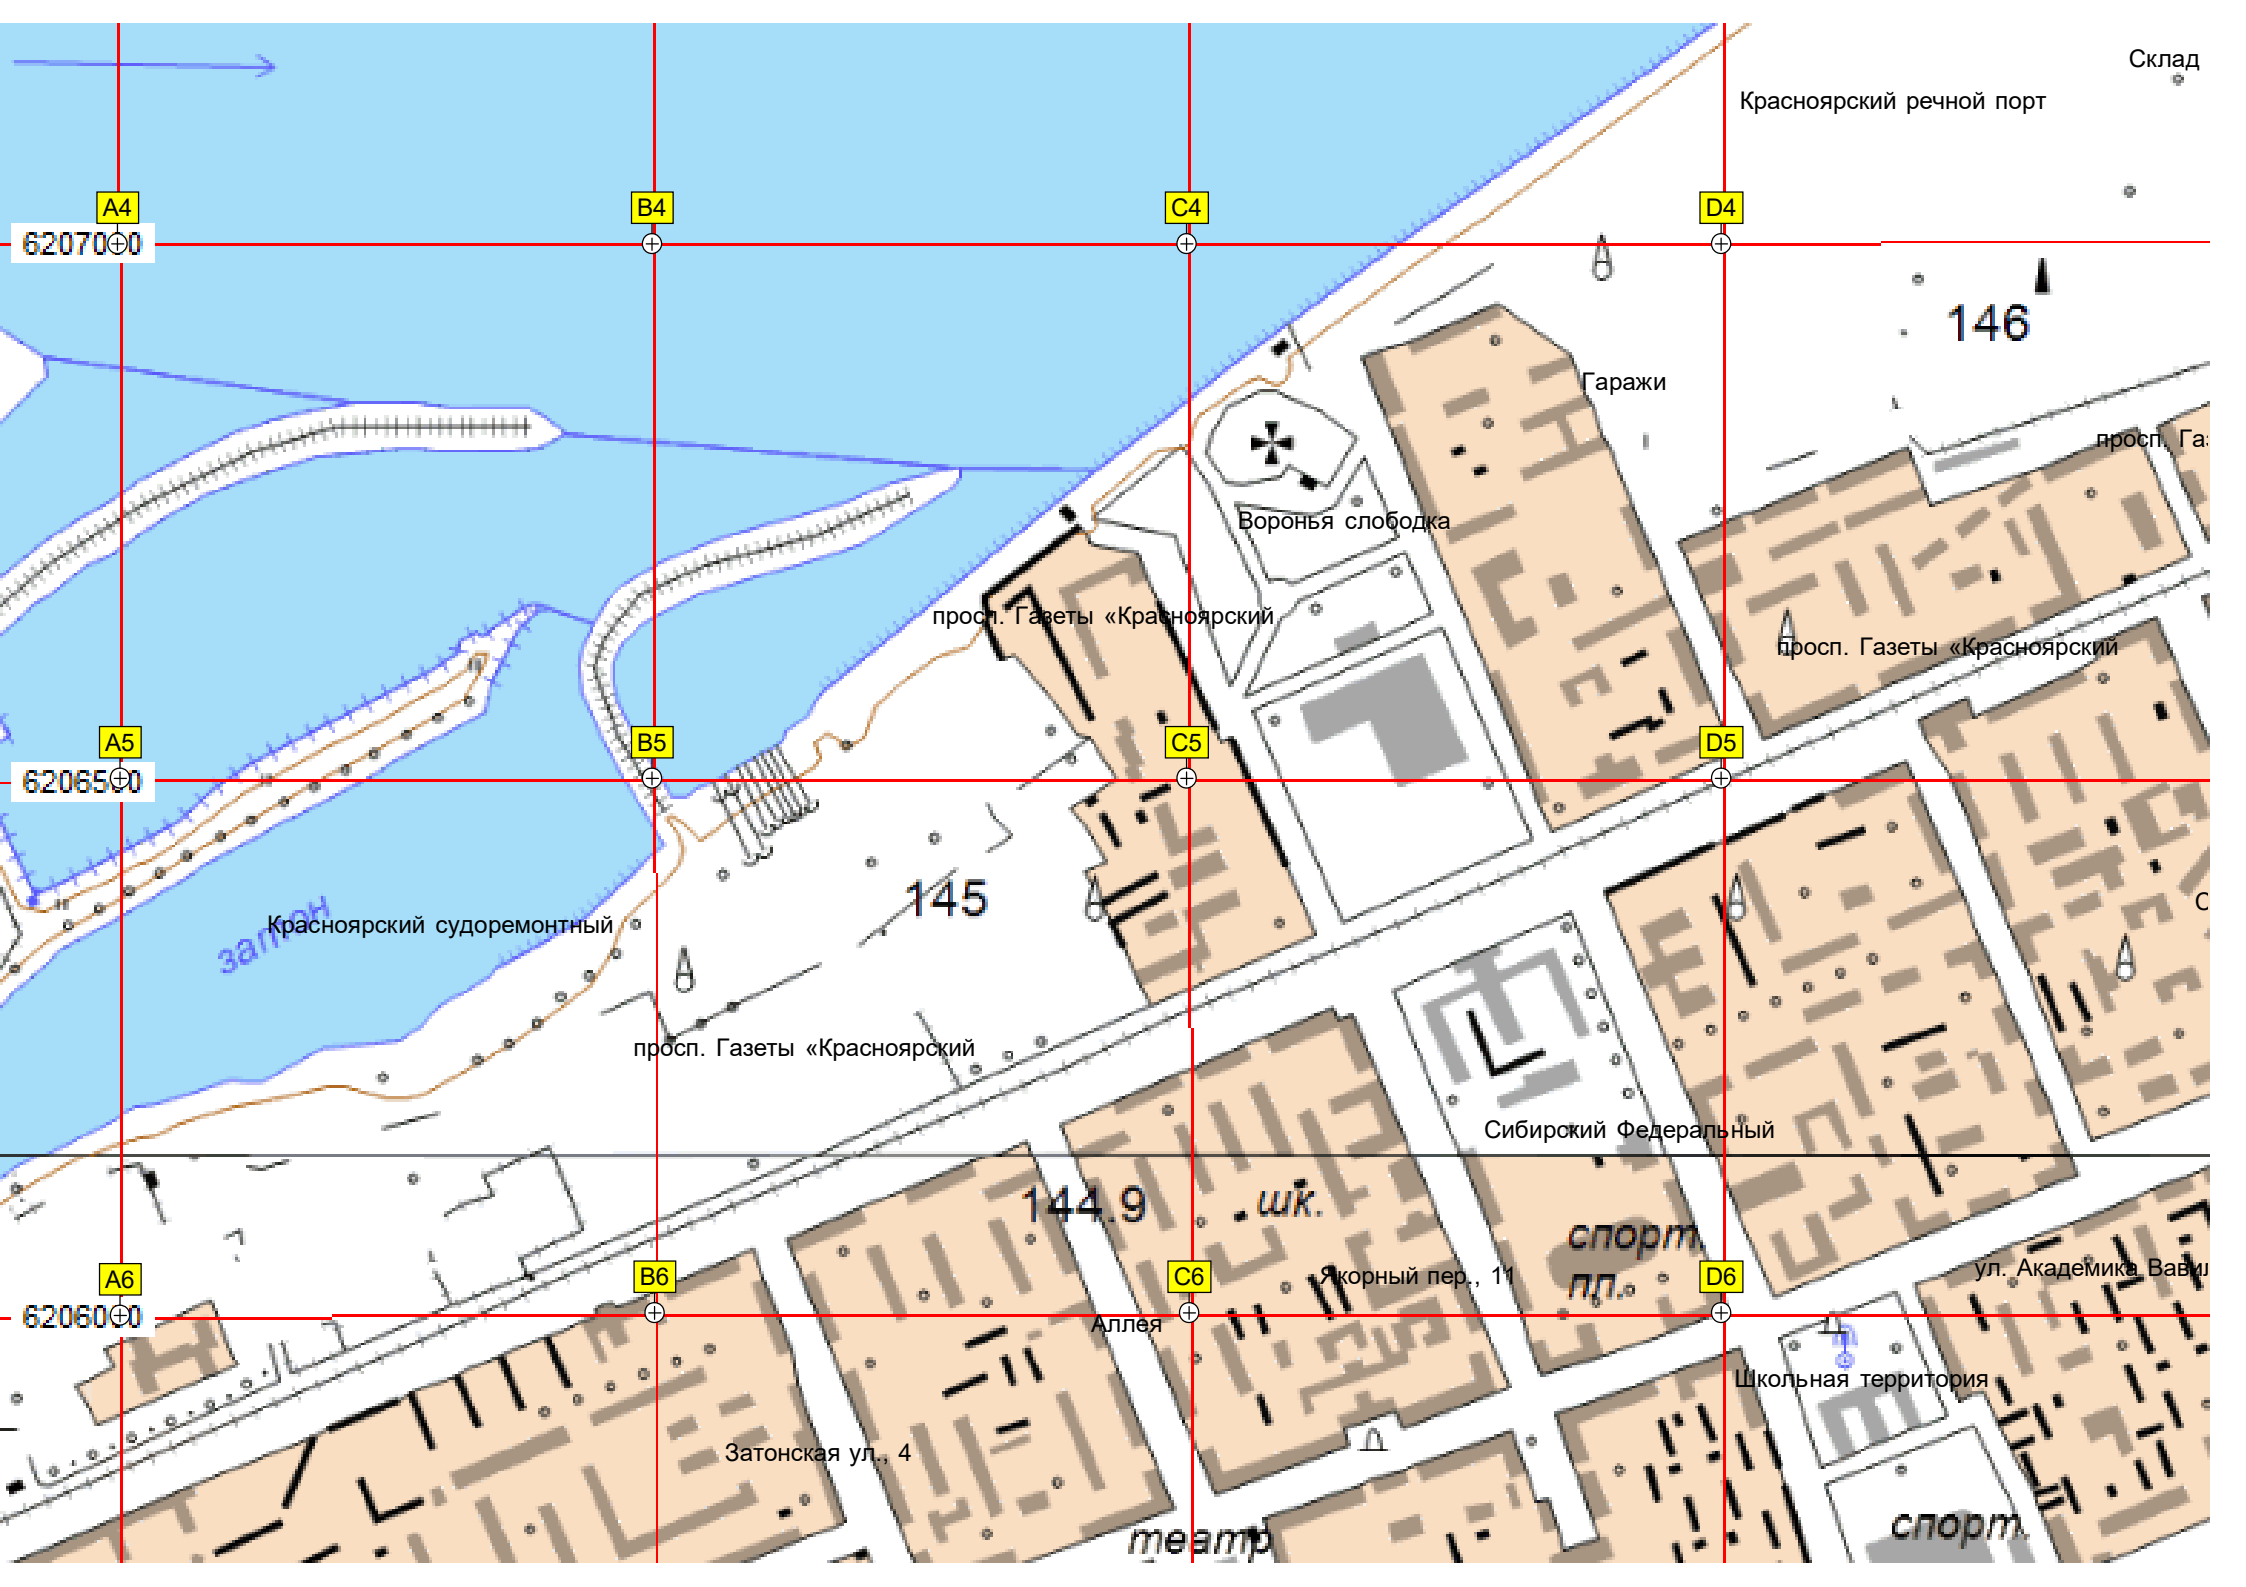 Склад
Красноярский речной порт
A4
B4
C4
D4
6207000
146
Гаражи
просп. Газ
Воронья слободка
просп. Газеты «Красноярский
просп. Газеты «Красноярский
A5
B5
C5
D5
6206500
145
затон
Красноярский судоремонтный
С
просп. Газеты «Красноярский
Сибирский Федеральный
144.9
шк.
спорт.
пл.
ул. Академика Вавил
Якорный пер., 11
A6
B6
C6
D6
6206000
Аллея
Школьная территория
Затонская ул., 4
театр
спорт.